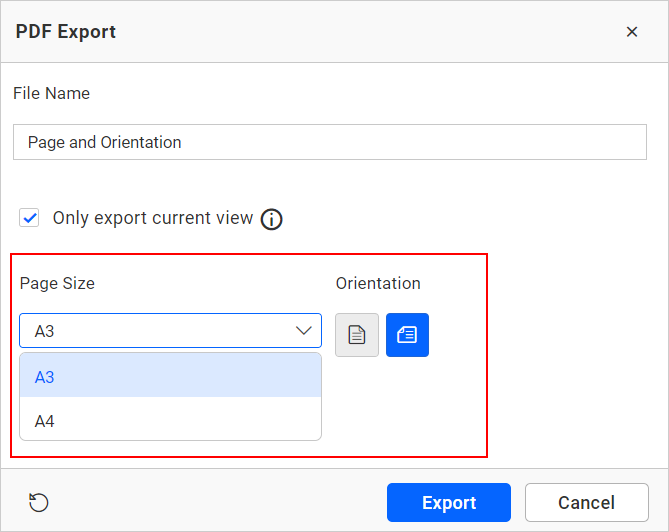 PDF Export
File Name
Page and Orientation
Only export current view
Page Size
Orientation
A3
A3
A4
Export
Cancel